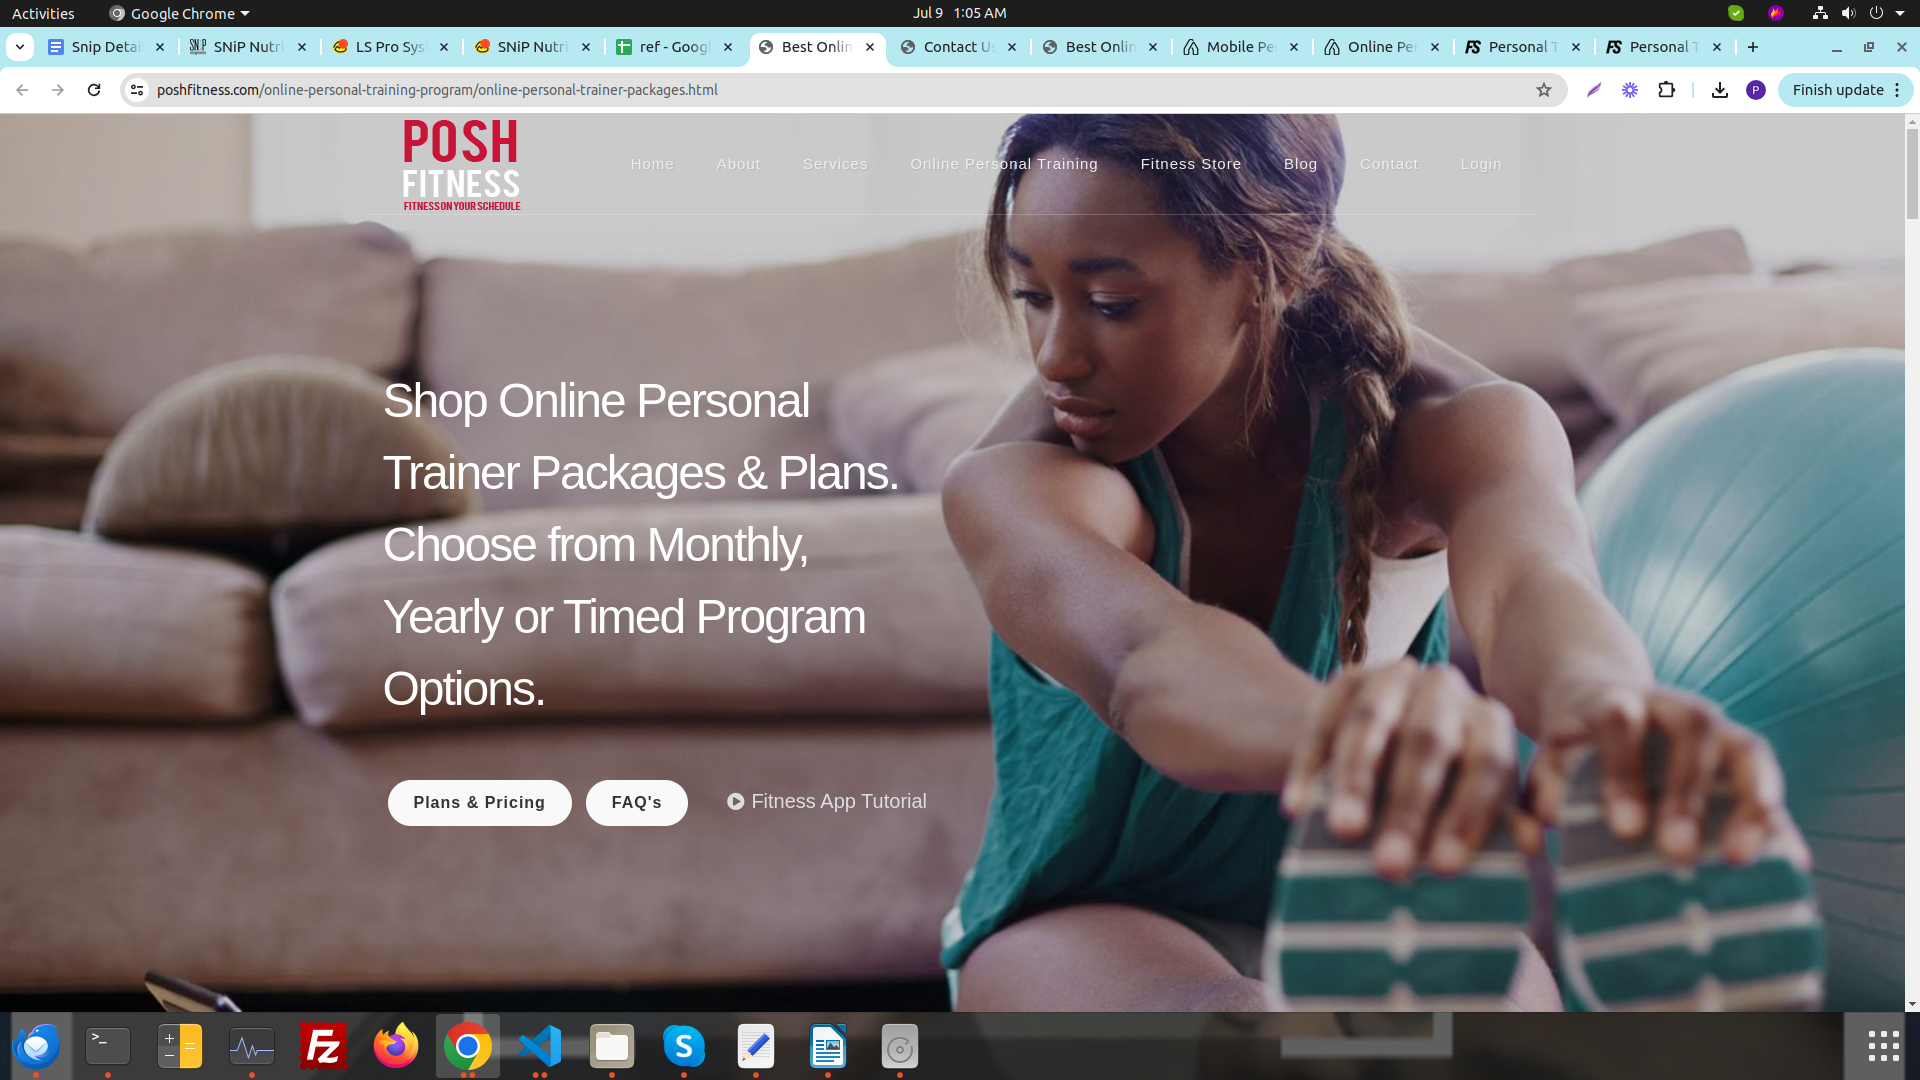 Activities
Google Chrome
Jul 9 1:05 AM
Snip Detai
SNiP Nutri
LS Pro Sys
SNiP Nutri
ref - Googl
Best Onlin
Contact Us
Best Onlin
Mobile Pe
Online Per
Personal T
Personal T
poshfitness.com/online-personal-training-program/online-personal-trainer-packages.html
P
Finish update
POSH
FITNESS
FITNESS ON YOUR SCHEDULE
Home
About
Services
Online Personal Training
Fitness Store
Blog
Contact
Login
Shop Online Personal
Trainer Packages & Plans.
Choose from Monthly,
Yearly or Timed Program
Options.
Plans & Pricing
FAQ's
Fitness App Tutorial